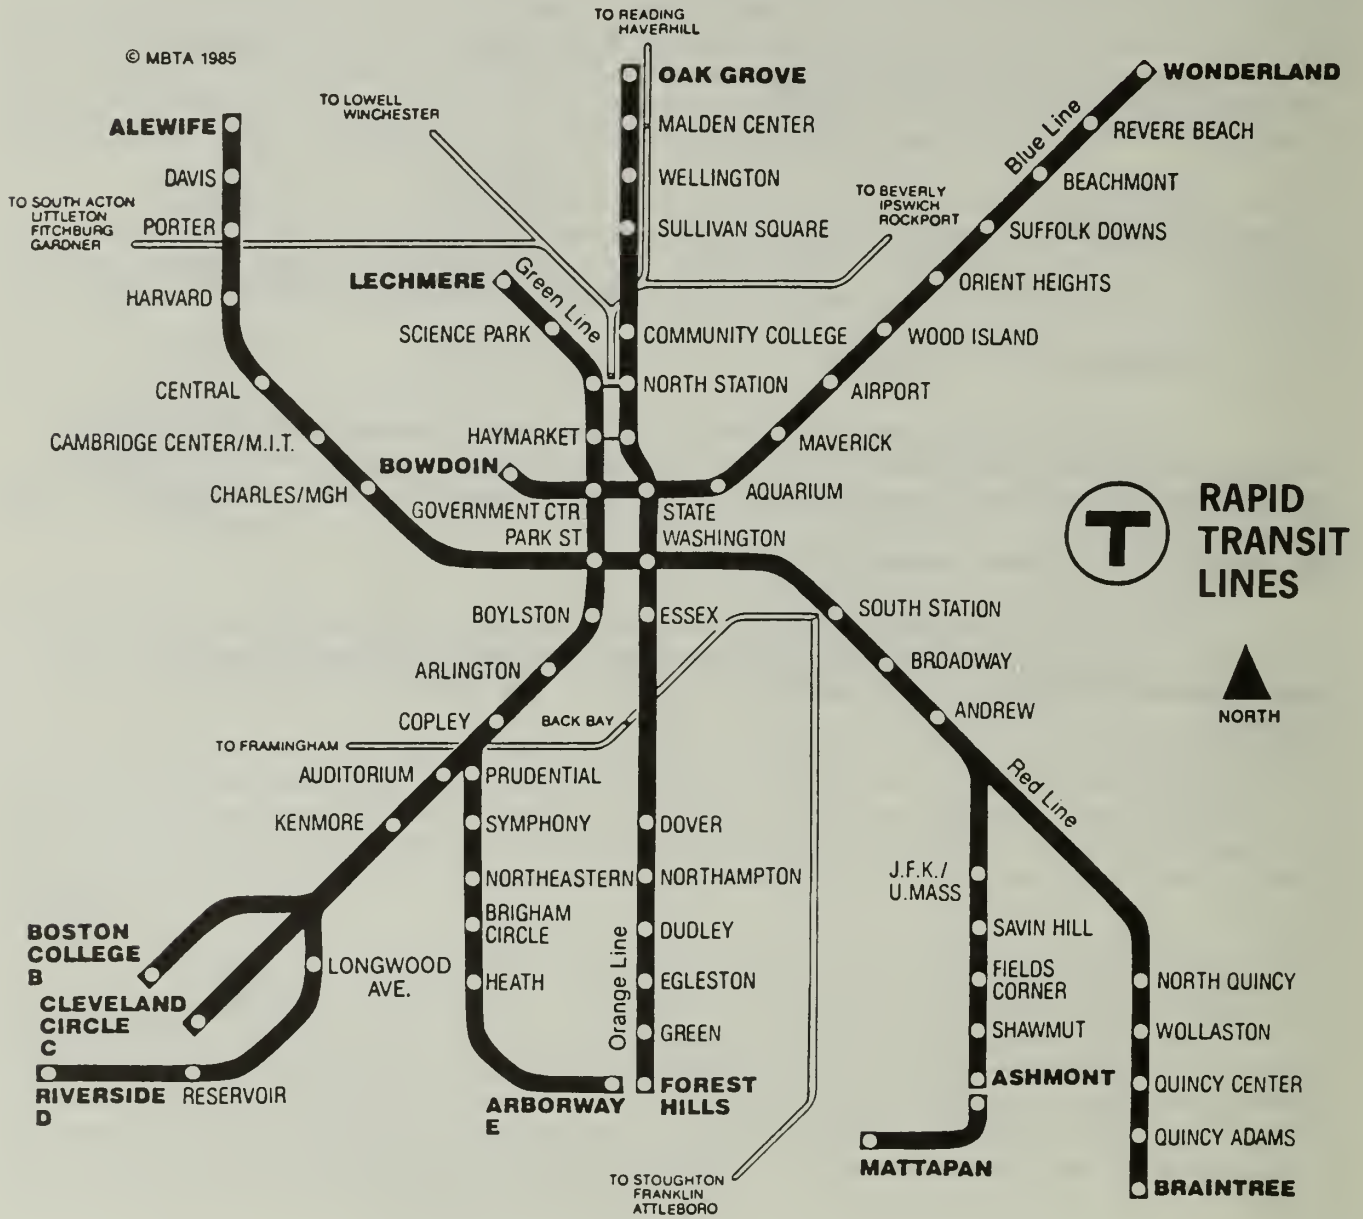 © MBTA 1985
TO READING
HAVERHILL
OAK GROVE
WONDERLAND
TO LOWELL
WINCHESTER
ALEWIFE
MALDEN CENTER
Blue Line
REVERE BEACH
DAVIS
WELLINGTON
BEACHMONT
TO SOUTH ACTON
LITTLETON
FITCHBURG
GARDNER
PORTER
TO BEVERLY
IPSWICH
ROCKPORT
SULLIVAN SQUARE
SUFFOLK DOWNS
LECHMERE
Green Line
ORIENT HEIGHTS
HARVARD
SCIENCE PARK
COMMUNITY COLLEGE
WOOD ISLAND
CENTRAL
NORTH STATION
AIRPORT
CAMBRIDGE CENTER/M.I.T.
HAYMARKET
MAVERICK
BOWDOIN
CHARLES/MGH
AQUARIUM
GOVERNMENT CTR
STATE
PARK ST
WASHINGTON
T
RAPID
TRANSIT
LINES
BOYLSTON
ESSEX
SOUTH STATION
ARLINGTON
BROADWAY
COPLEY
BACK BAY
ANDREW
NORTH
TO FRAMINGHAM
AUDITORIUM
PRUDENTIAL
Red Line
KENMORE
SYMPHONY
DOVER
NORTHEASTERN
NORTHAMPTON
J.F.K./
U.MASS
BRIGHAM
CIRCLE
DUDLEY
SAVIN HILL
BOSTON
COLLEGE
B
LONGWOOD
AVE.
HEATH
Orange Line
EGLESTON
FIELDS
CORNER
NORTH QUINCY
CLEVELAND
CIRCLE
C
GREEN
SHAWMUT
WOLLASTON
RIVERSIDE
D
RESERVOIR
ARBORWAY
E
FOREST
HILLS
ASHMONT
QUINCY CENTER
QUINCY ADAMS
MATTAPAN
TO STOUGHTON
FRANKLIN
ATTLEBORO
BRAINTREE